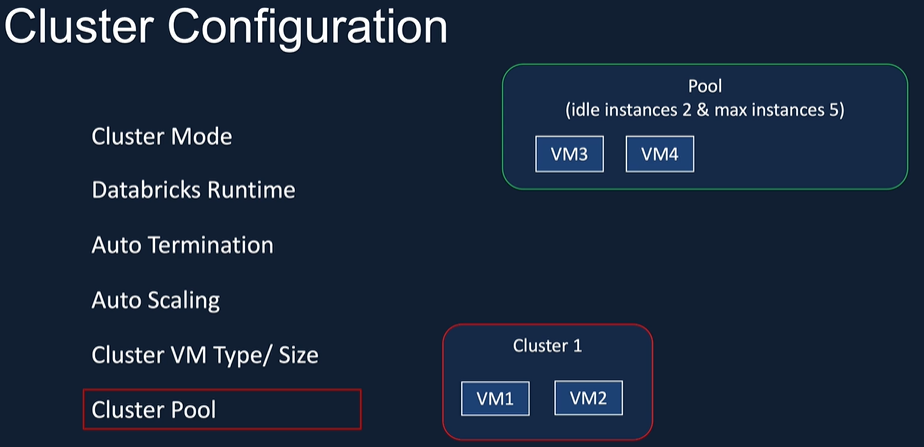 Cluster Configuration
Cluster Mode
Databricks Runtime
Auto Termination
Auto Scaling
Cluster VM Type/ Size
Cluster Pool
Pool
(idle instances 2 & max instances 5)
VM3
VM4
Cluster 1
VM1
VM2